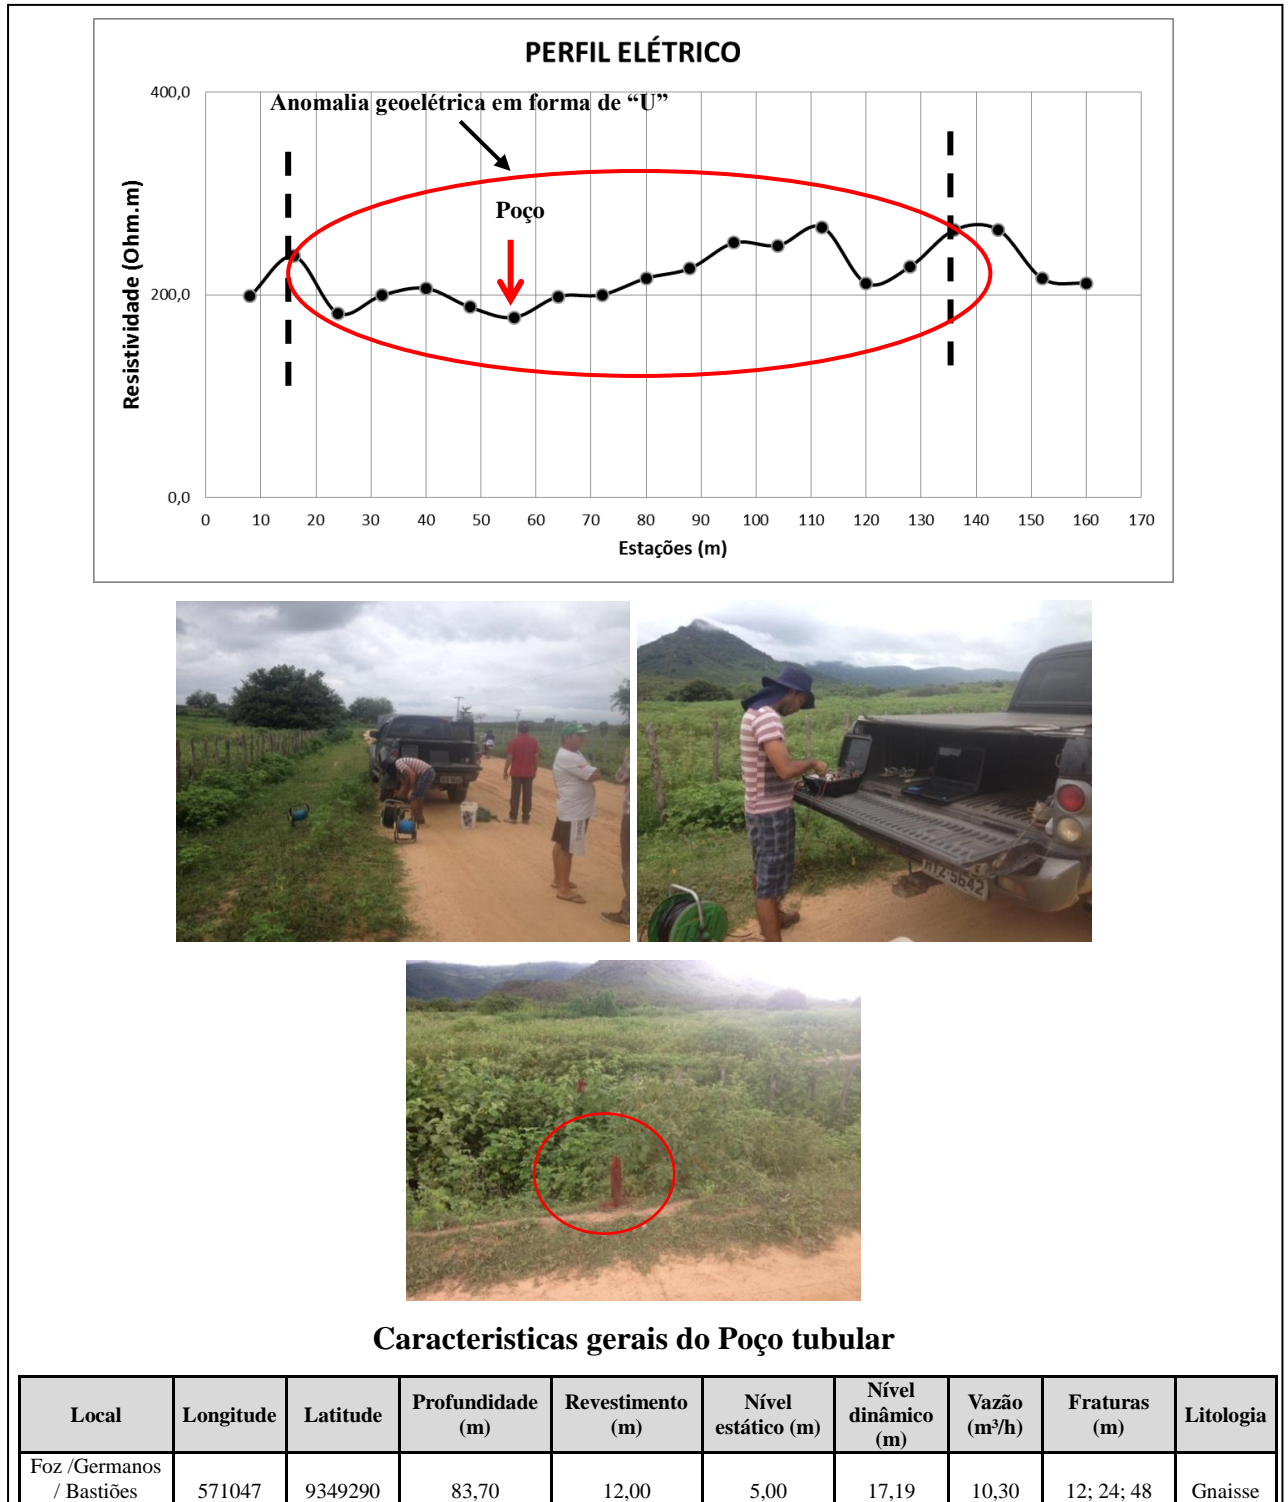 PERFIL ELÉTRICO
Anomalia geoelétrica em forma de “U”
Poço
Resistividade (Ohm.m)
400,0
200,0
0,0
0 10 20 30 40 50 60 70 80 90 100 110 120 130 140 150 160 170
Estações (m)
Caracteristicas gerais do Poço tubular
Local Longitude Latitude Profundidade (m) Revestimento (m) Nível estático (m) Nível dinâmico (m) Vazão (m³/h) Fraturas (m) Litologia
Foz /Germanos
/ Bastiões 571047 9349290 83,70 12,00 5,00 17,19 10,30 12; 24; 48 Gnaisse